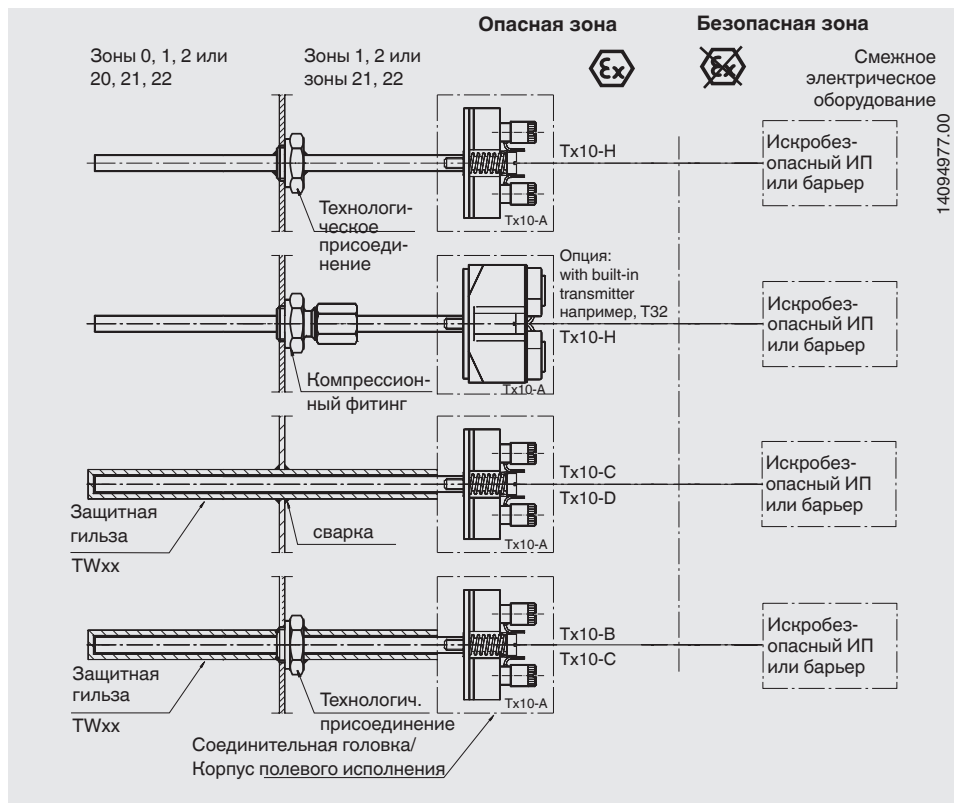 Опасная зона
Безопасная зона
Зоны 0, 1, 2 или
20, 21, 22
Зоны 1, 2 или
зоны 21, 22
Ex
Ex
Смежное
электрическое
оборудование
14094977.00
Tx10-H
Искробез-
опасный ИП
или барьер
Технологи-
ческое
присоеди-
нение
Tx10-A
Опция:
with built-in
transmitter
например, T32
Tx10-H
Искробез-
опасный ИП
или барьер
Компрессион-
ный фитинг
Tx10-A
Tx10-C
Tx10-D
Искробез-
опасный ИП
или барьер
Защитная
гильза
TWxx
сварка
Tx10-A
Tx10-B
Tx10-C
Искробез-
опасный ИП
или барьер
Защитная
гильза
TWxx
Технологич.
присоединение
Tx10-A
Соединительная головка/
Корпус полевого исполнения